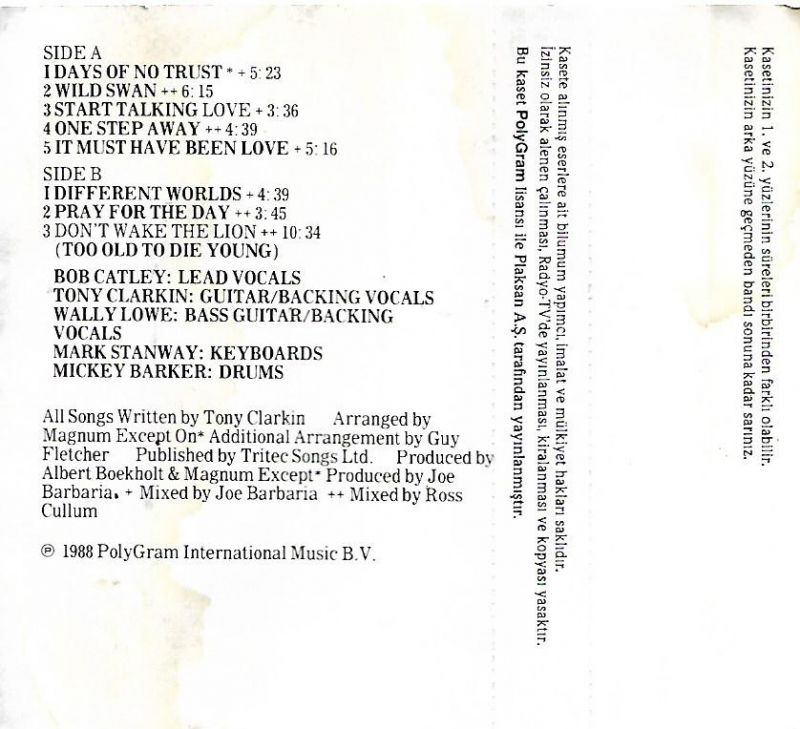 SIDE A
1 DAYS OF NO TRUST * + 5: 23
2 WILD SWAN ++ 6: 15
3 START TALKING LOVE + 3: 36
4 ONE STEP AWAY ++ 4: 39
5 IT MUST HAVE BEEN LOVE + 5: 16
SIDE B
1 DIFFERENT WORLDS + 4: 39
2 PRAY FOR THE DAY ++ 3: 45
3 DON'T WAKE THE LION ++ 10: 34
(TOO OLD TO DIE YOUNG)
BOB CATLEY: LEAD VOCALS
TONY CLARKIN: GUITAR/BACKING VOCALS
WALLY LOWE: BASS GUITAR/BACKING
VOCALS
MARK STANWAY: KEYBOARDS
MICKEY BARKER: DRUMS
All Songs Written by Tony Clarkin Arranged by
Magnum Except On* Additional Arrangement by Guy
Fletcher Published by Tritec Songs Ltd. Produced by
Albert Boekholt & Magnum Except* Produced by Joe
Barbaria. + Mixed by Joe Barbaria ++ Mixed by Ross
Cullum
℗ 1988 PolyGram International Music B.V.
Kasete alınmış eserlere ait bilumum yapımcı, imalat ve mülkiyet hakları saklıdır.
İzinsiz olarak alenen çalınması, Radyo-TV'de yayınlanması, kiralanması ve kopyası yasaktır.
Bu kaset PolyGram lisansı ile Plaksan A.Ş. tarafından yayınlanmıştır.
Kasetinizin 1. ve 2. yüzlerinin süreleri birbirinden farklı olabilir.
Kasetinizin arka yüzüne geçmeden bandı sonuna kadar sarınız.